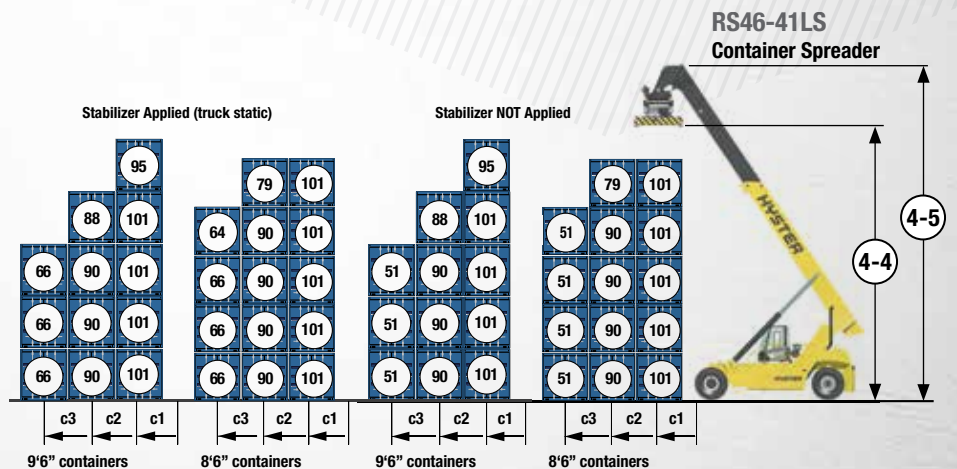 RS46-41LS
Container Spreader
Stabilizer Applied (truck static)
Stabilizer NOT Applied
95
88 101
66 90 101
66 90 101
66 90 101
c3 c2 c1
9‘6” containers
79 101
64 90 101
66 90 101
66 90 101
66 90 101
c3 c2 c1
8‘6” containers
95
88 101
51 90 101
51 90 101
51 90 101
c3 c2 c1
9‘6” containers
79 101
51 90 101
51 90 101
51 90 101
51 90 101
c3 c2 c1
8‘6” containers
HYSTER
HYSTER
4-4
4-5